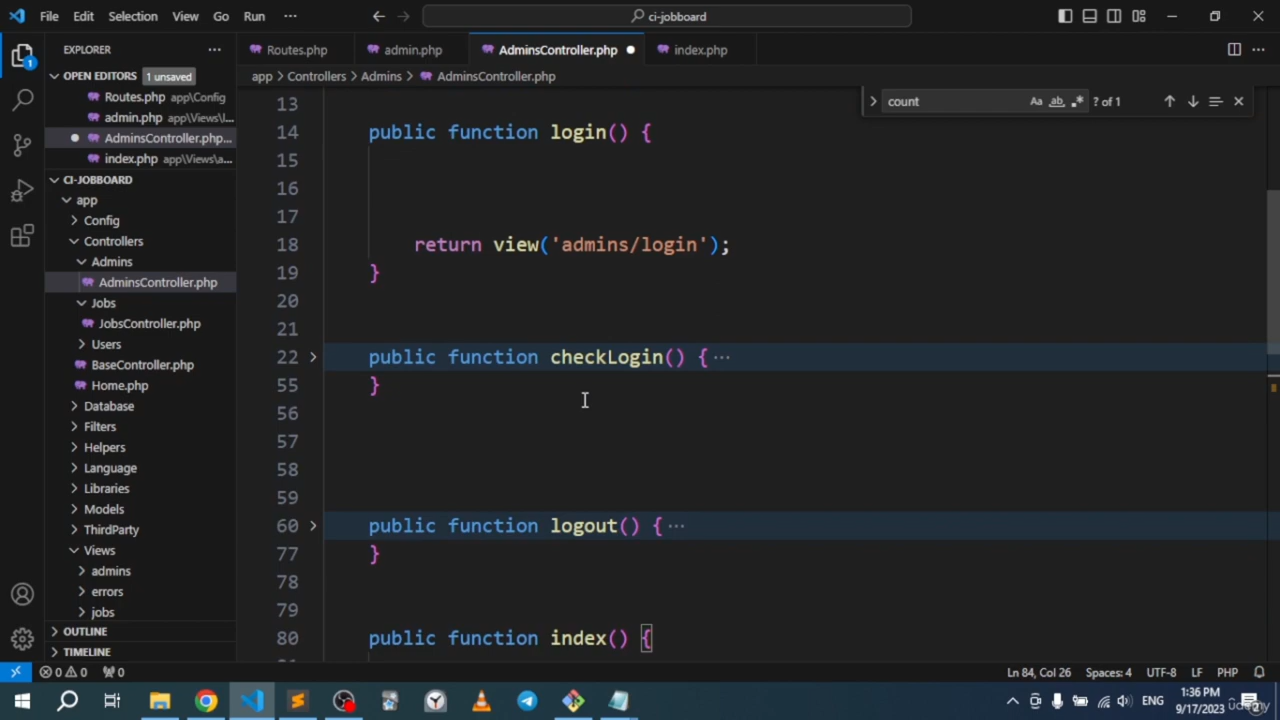 File Edit Selection View Go Run ··· ci-jobboard
EXPLORER ··· Routes.php admin.php AdminsController.php index.php
OPEN EDITORS 1 unsaved
app > Controllers > Admins > AdminsController.php
Routes.php app\Config
admin.php app\Views\l...
AdminsController.php...
index.php app\Views\a...
count Aa ab .* ? of 1
CI-JOBBOARD
app
Config
Controllers
Admins
AdminsController.php
Jobs
JobsController.php
Users
BaseController.php
Home.php
Database
Filters
Helpers
Language
Libraries
Models
ThirdParty
Views
admins
errors
jobs
OUTLINE
TIMELINE
13
14 public function login() {
15
16
17
18 return view('admins/login');
19 }
20
21
22 public function checkLogin() { ···
55 }
56
57
58
59
60 public function logout() { ···
77 }
78
79
80 public function index() {
0 0 0 Ln 84, Col 26 Spaces: 4 UTF-8 LF PHP
ENG 1:36 PM
9/17/2023
udemy